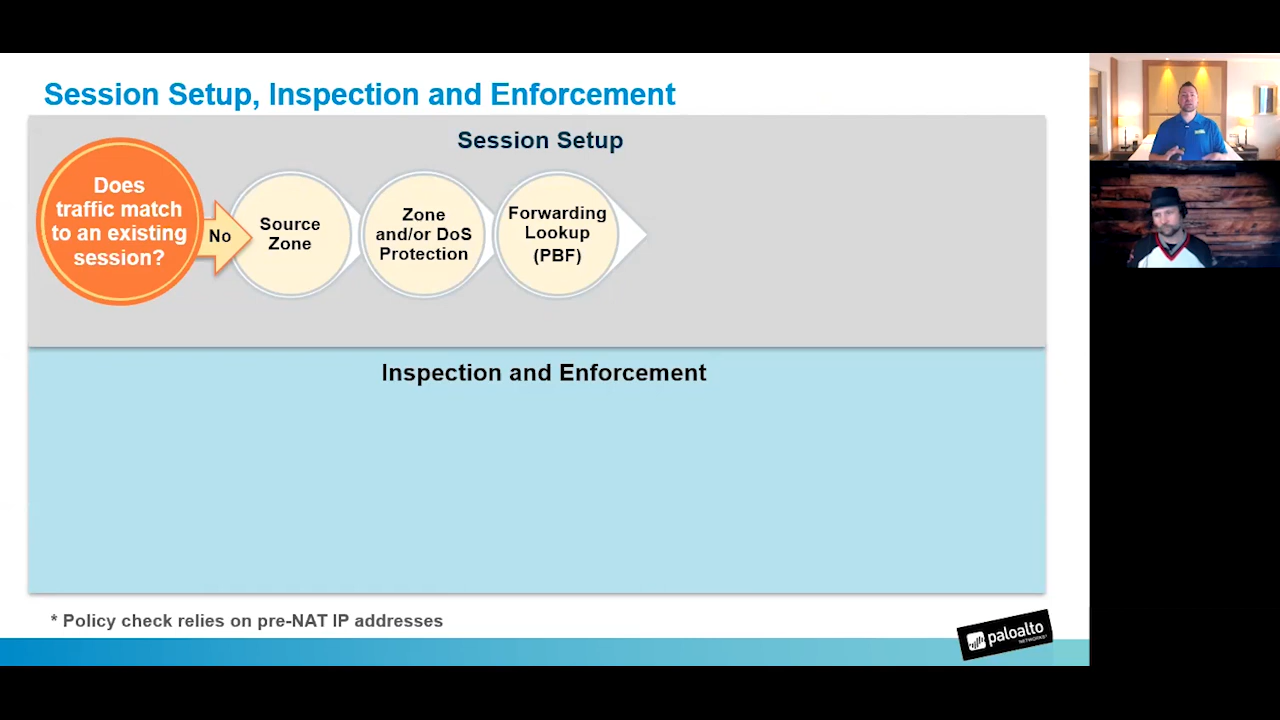 Session Setup, Inspection and Enforcement
Session Setup
Does
traffic match
to an existing
session?
No
Source
Zone
Zone
and/or DoS
Protection
Forwarding
Lookup
(PBF)
Inspection and Enforcement
* Policy check relies on pre-NAT IP addresses
paloalto
NETWORKS